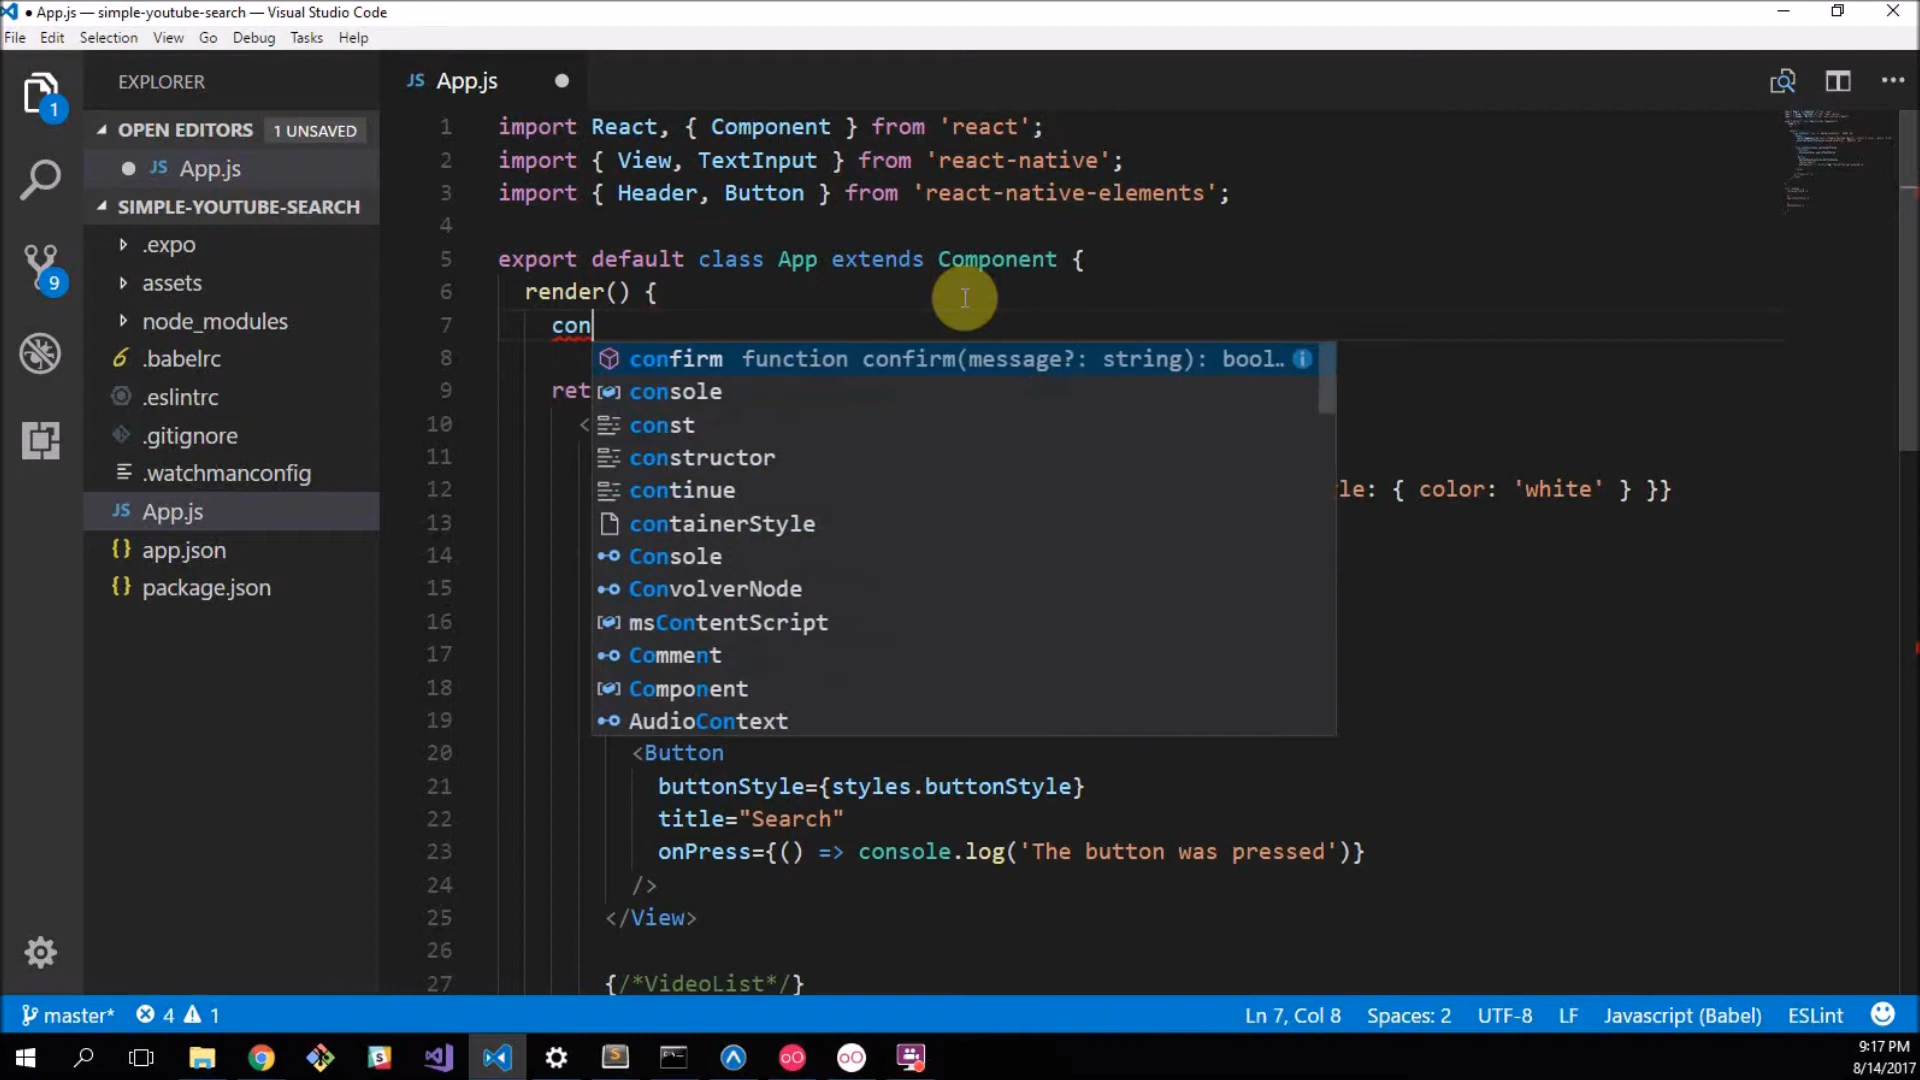 App.js — simple-youtube-search — Visual Studio Code
File Edit Selection View Go Debug Tasks Help
EXPLORER
OPEN EDITORS 1 UNSAVED
JS App.js
SIMPLE-YOUTUBE-SEARCH
.expo
assets
node_modules
.babelrc
.eslintrc
.gitignore
.watchmanconfig
JS App.js
{} app.json
{} package.json
1
9
JS App.js
1 import React, { Component } from 'react';
2 import { View, TextInput } from 'react-native';
3 import { Header, Button } from 'react-native-elements';
4
5 export default class App extends Component {
6 render() {
7 con
8
9 ret
10 <
11
12 le: { color: 'white' } }}
13
14
15
16
17
18
19
20 <Button
21 buttonStyle={styles.buttonStyle}
22 title="Search"
23 onPress={() => console.log('The button was pressed')}
24 />
25 </View>
26
27 {/*VideoList*/}
confirm function confirm(message?: string): bool…
console
const
constructor
continue
containerStyle
Console
ConvolverNode
msContentScript
Comment
Component
AudioContext
master* 4 1 Ln 7, Col 8 Spaces: 2 UTF-8 LF Javascript (Babel) ESLint
9:17 PM
8/14/2017